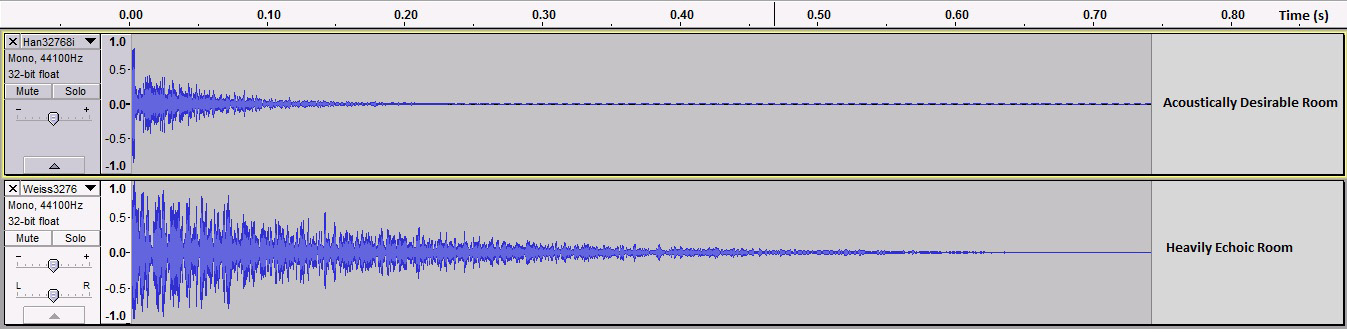 0.00 0.10 0.20 0.30 0.40 0.50 0.60 0.70 0.80 Time (s)
X Han32768i
Mono, 44100Hz
32-bit float
Mute Solo
- +
1.0
0.5
0.0
-0.5
-1.0
Acoustically Desirable Room
X Weiss3276
Mono, 44100Hz
32-bit float
Mute Solo
- +
L R
1.0
0.5
0.0
-0.5
-1.0
Heavily Echoic Room